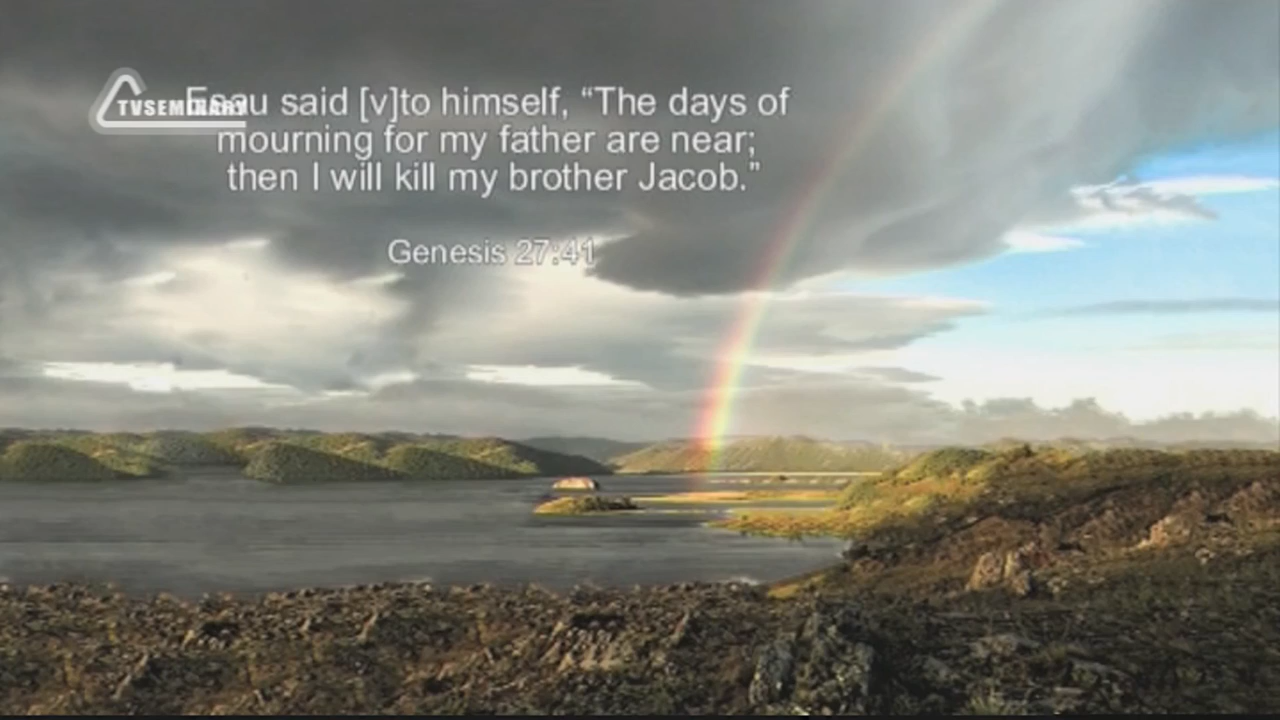 TVSEMINARY
Esau said [v]to himself, “The days of
mourning for my father are near;
then I will kill my brother Jacob.”
Genesis 27:41